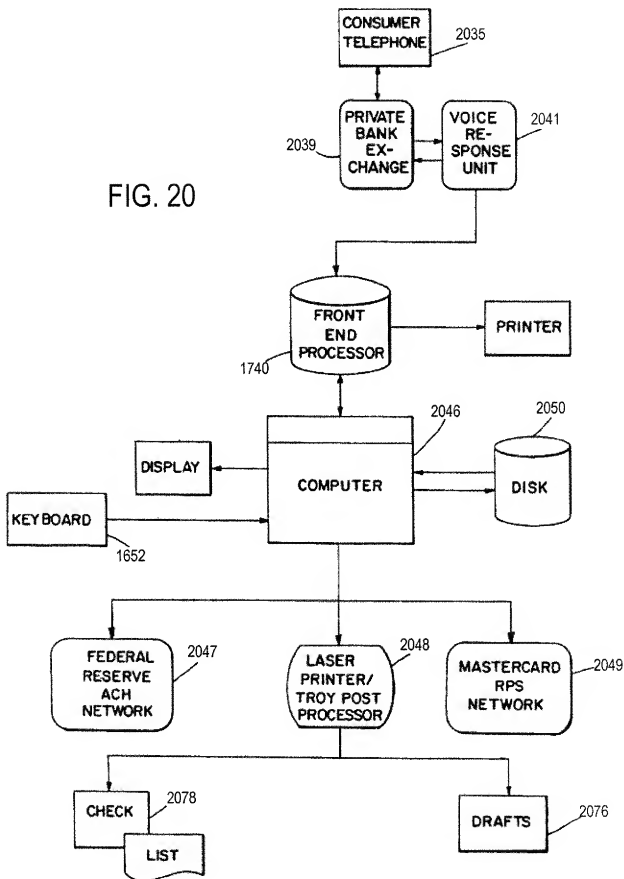 CONSUMER
TELEPHONE
2035
PRIVATE
BANK
EX-
CHANGE
2039
VOICE
RE-
SPONSE
UNIT
2041
FIG. 20
FRONT
END
PROCESSOR
1740
PRINTER
2046
2050
DISPLAY
COMPUTER
DISK
KEYBOARD
1652
FEDERAL
RESERVE
ACH
NETWORK
2047
LASER
PRINTER/
TROY POST
PROCESSOR
2048
MASTERCARD
RPS
NETWORK
2049
CHECK
2078
LIST
DRAFTS
2076